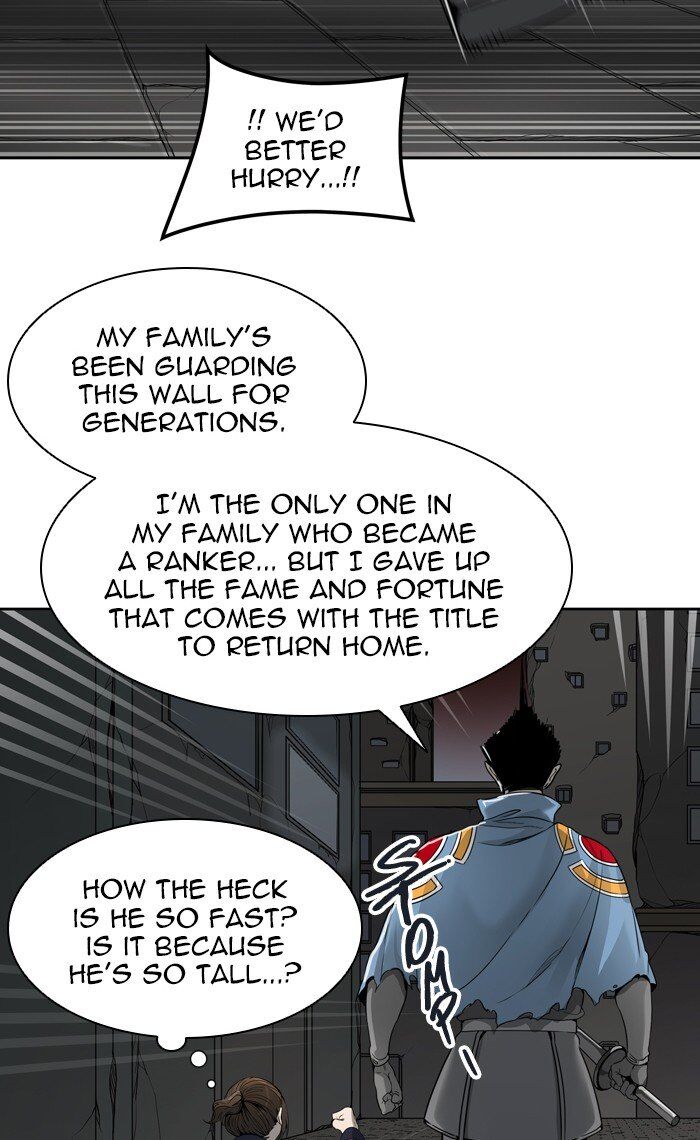 !! WE'D
BETTER
HURRY...!!
MY FAMILY'S
BEEN GUARDING
THIS WALL FOR
GENERATIONS.
I'M THE ONLY ONE IN
MY FAMILY WHO BECAME
A RANKER... BUT I GAVE UP
ALL THE FAME AND FORTUNE
THAT COMES WITH THE TITLE
TO RETURN HOME.
STOMP
HOW THE HECK
IS HE SO FAST?
IS IT BECAUSE
HE'S SO TALL...?